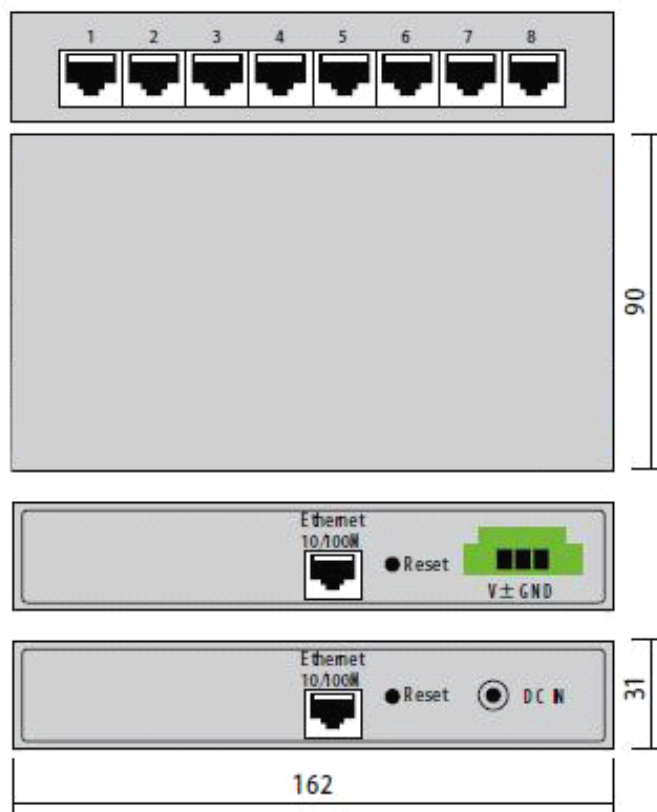 1 2 3 4 5 6 7 8
90
Ethernet
10/100M
Reset
V± GND
Ethernet
10/100M
Reset
DC IN
31
162